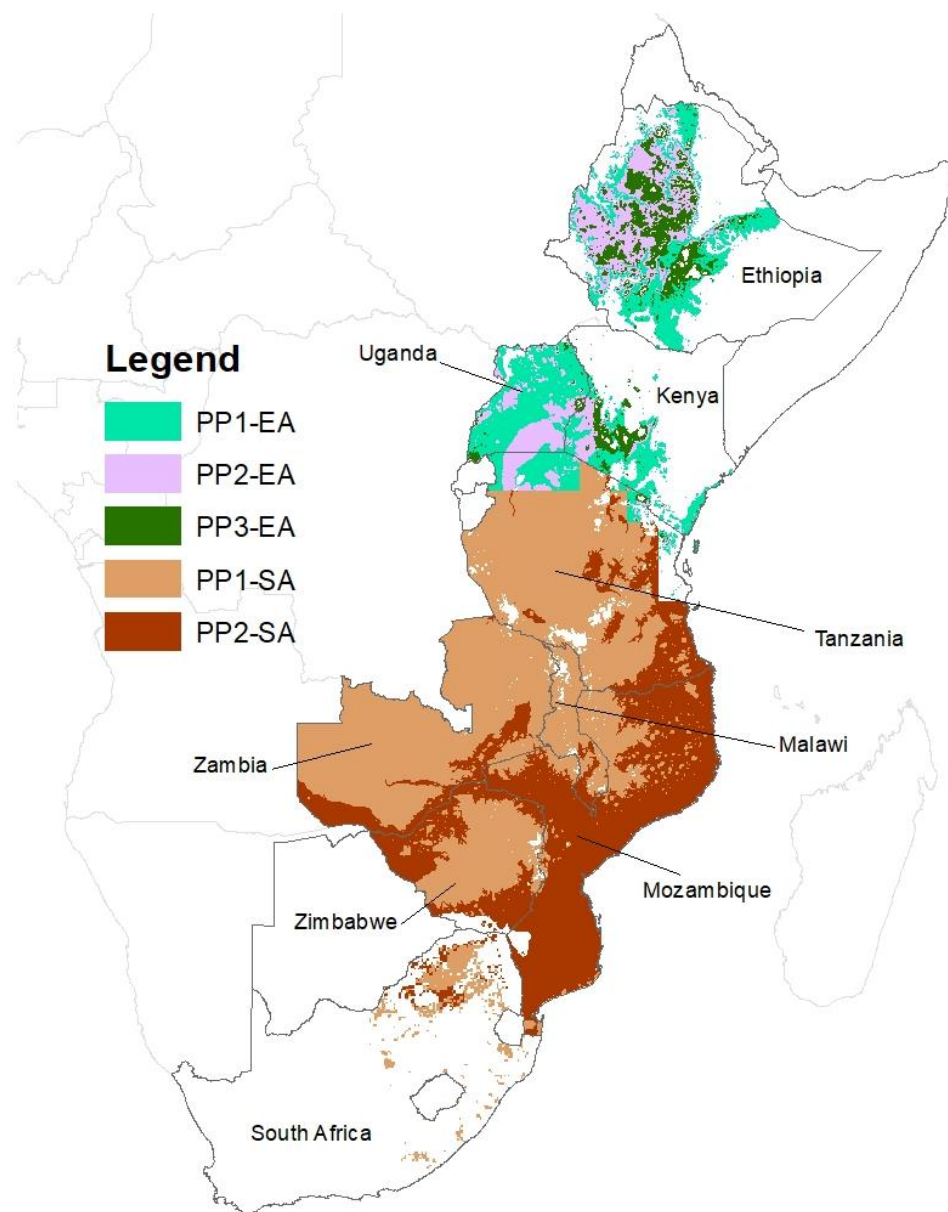 Ethiopia
Uganda
Kenya
Legend
PP1-EA
PP2-EA
PP3-EA
PP1-SA
PP2-SA
Tanzania
Malawi
Zambia
Mozambique
Zimbabwe
South Africa